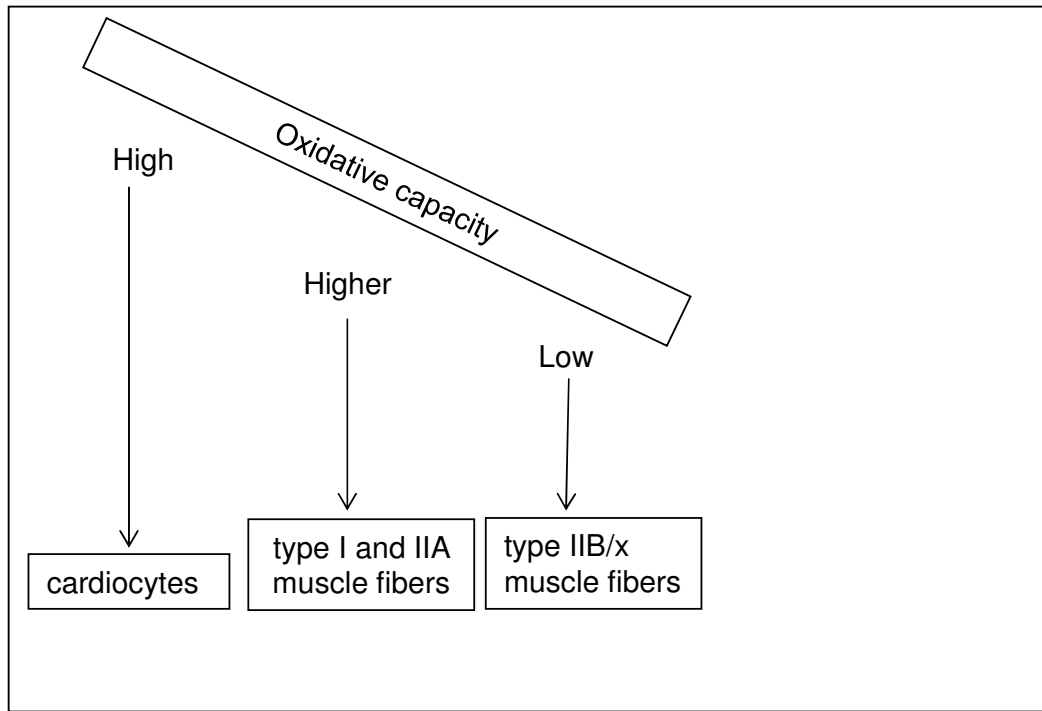 Oxidative capacity
High
Higher
Low
cardiocytes
type I and IIA
muscle fibers
type IIB/x
muscle fibers